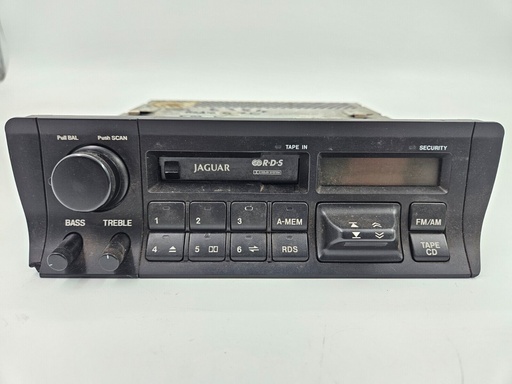 Pull BAL Push SCAN
TAPE IN
SECURITY
JAGUAR R·D·S
BASS TREBLE
1 2 3 A-MEM
FM/AM
4 5 6 RDS
TAPE
CD